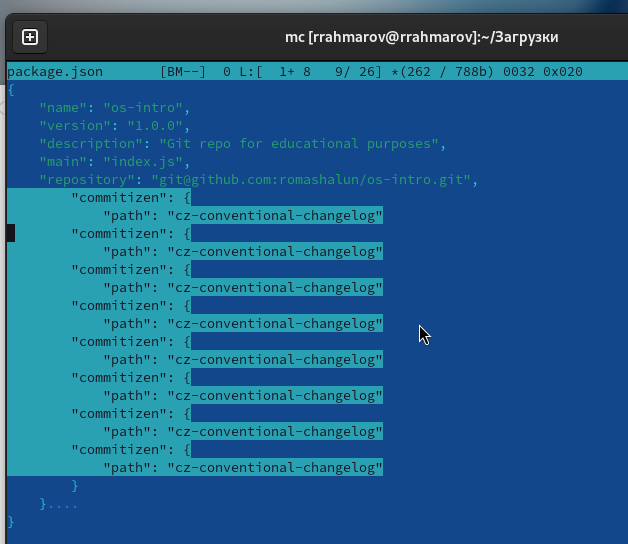 mc [rrahmarov@rrahmarov]:~/Загрузки
package.json       [BM--]  0 L:[  1+ 8   9/ 26] *(262 / 788b) 0032 0x020
{
    "name": "os-intro",
    "version": "1.0.0",
    "description": "Git repo for educational purposes",
    "main": "index.js",
    "repository": "git@github.com:romashalun/os-intro.git",
        "commitizen": {
            "path": "cz-conventional-changelog"
        "commitizen": {
            "path": "cz-conventional-changelog"
        "commitizen": {
            "path": "cz-conventional-changelog"
        "commitizen": {
            "path": "cz-conventional-changelog"
        "commitizen": {
            "path": "cz-conventional-changelog"
        "commitizen": {
            "path": "cz-conventional-changelog"
        "commitizen": {
            "path": "cz-conventional-changelog"
        "commitizen": {
            "path": "cz-conventional-changelog"
        }
    }....
}